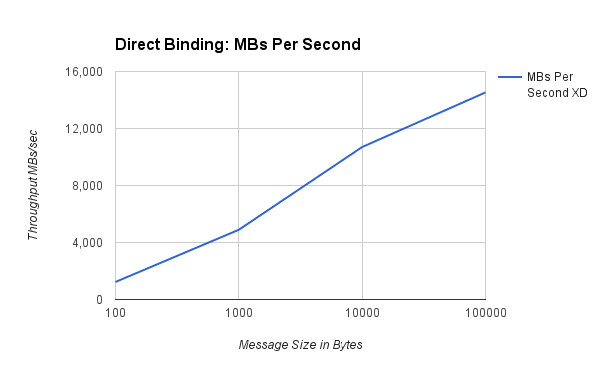 Direct Binding: MBs Per Second
16,000
12,000
8,000
4,000
0
Throughput MBs/sec
100
1000
10000
100000
Message Size in Bytes
MBs Per
Second XD